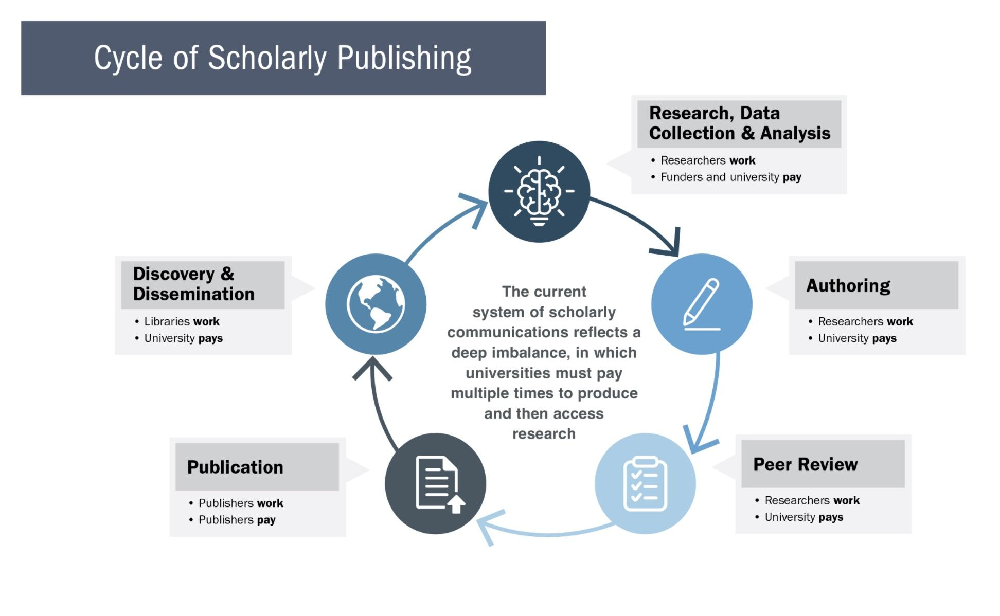 Cycle of Scholarly Publishing
Research, Data
Collection & Analysis
• Researchers work
• Funders and university pay
Authoring
• Researchers work
• University pays
Peer Review
• Researchers work
• University pays
Publication
• Publishers work
• Publishers pay
Discovery &
Dissemination
• Libraries work
• University pays
The current
system of scholarly
communications reflects a
deep imbalance, in which
universities must pay
multiple times to produce
and then access
research